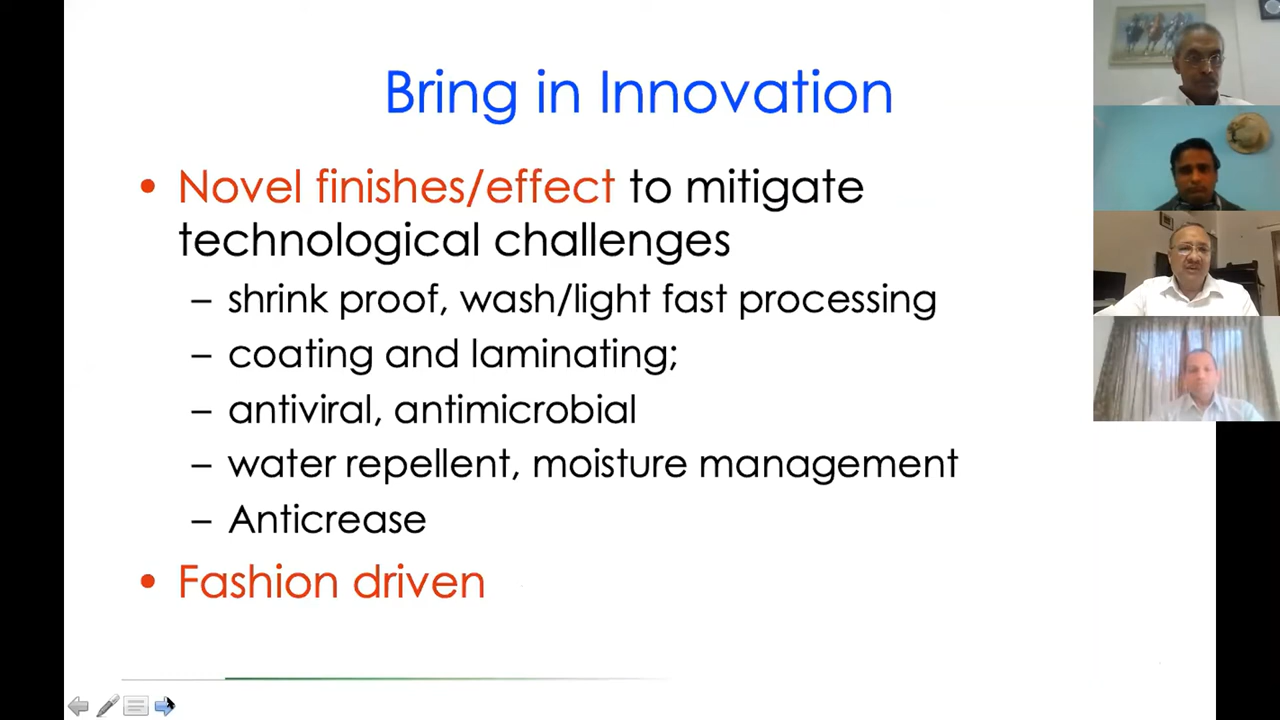 Bring in Innovation
• Novel finishes/effect to mitigate
technological challenges
– shrink proof, wash/light fast processing
– coating and laminating;
– antiviral, antimicrobial
– water repellent, moisture management
– Anticrease
• Fashion driven